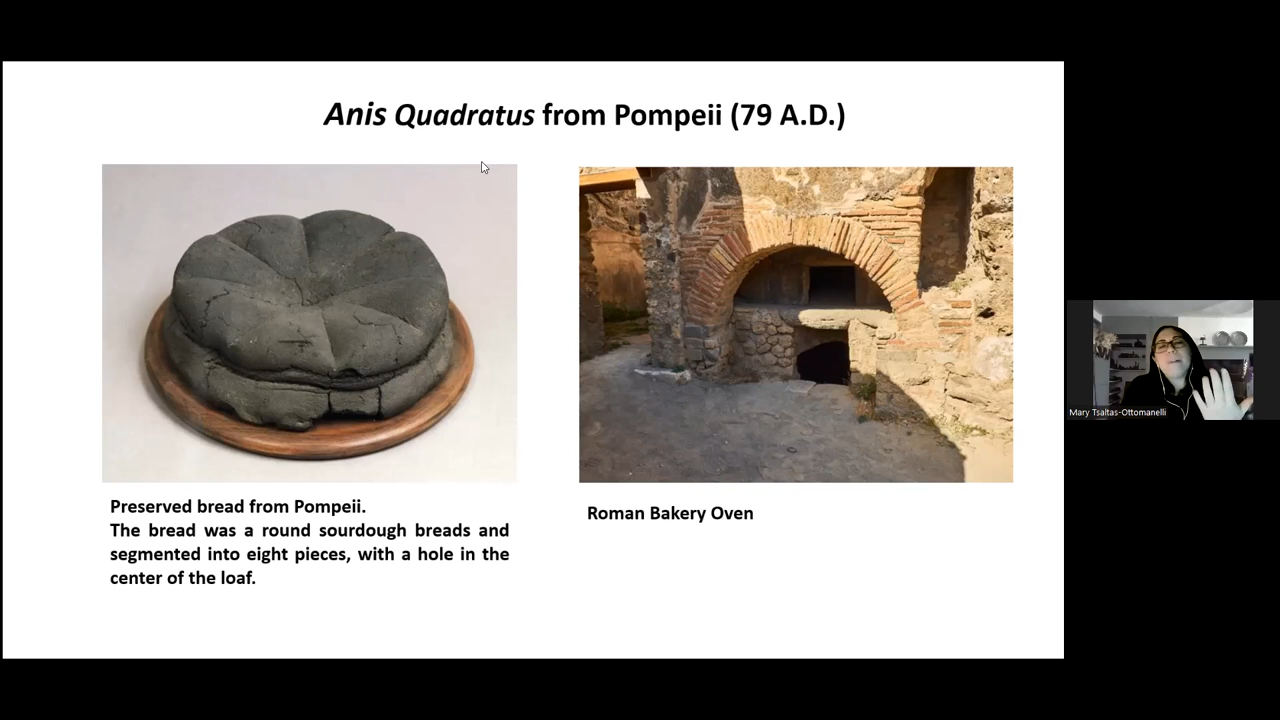 Anis Quadratus from Pompeii (79 A.D.)
Preserved bread from Pompeii.
The bread was a round sourdough breads and
segmented into eight pieces, with a hole in the
center of the loaf.
Roman Bakery Oven
Mary Tsaltas-Ottomanelli